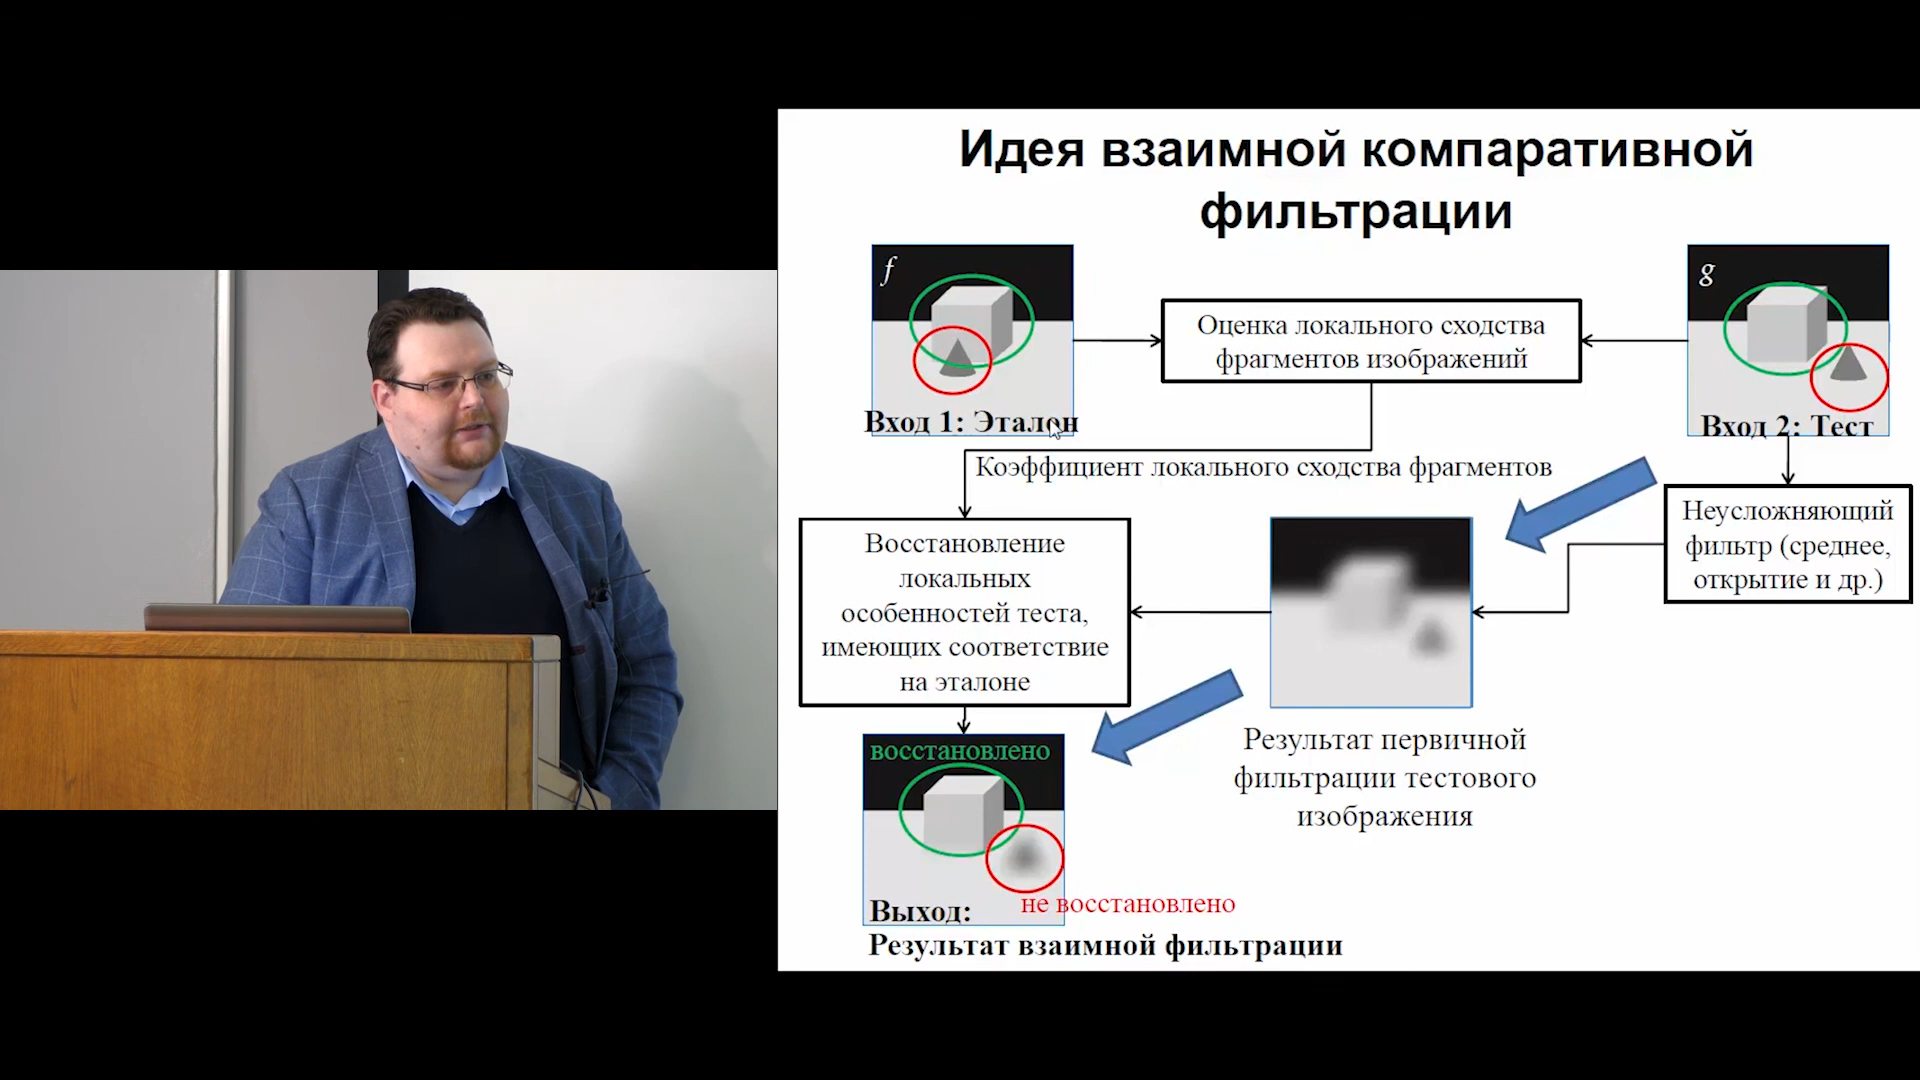 Идея взаимной компаративной
фильтрации
f
g
Оценка локального сходства
фрагментов изображений
Вход 1: Эталон
Вход 2: Тест
Коэффициент локального сходства фрагментов
Неусложняющий
фильтр (среднее,
открытие и др.)
Восстановление
локальных
особенностей теста,
имеющих соответствие
на эталоне
Результат первичной
фильтрации тестового
изображения
восстановлено
не восстановлено
Выход:
Результат взаимной фильтрации